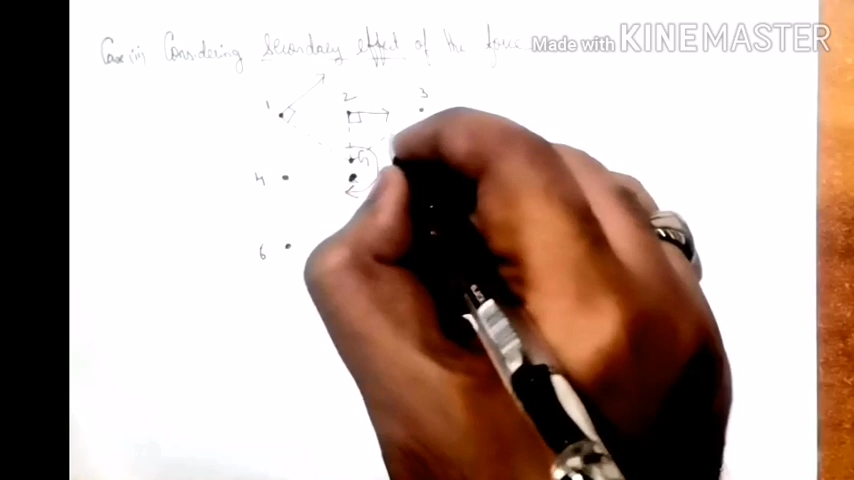 Case iii) Considering Secondary effect of the force
Made with KINEMASTER
1 2 3
G
4
6